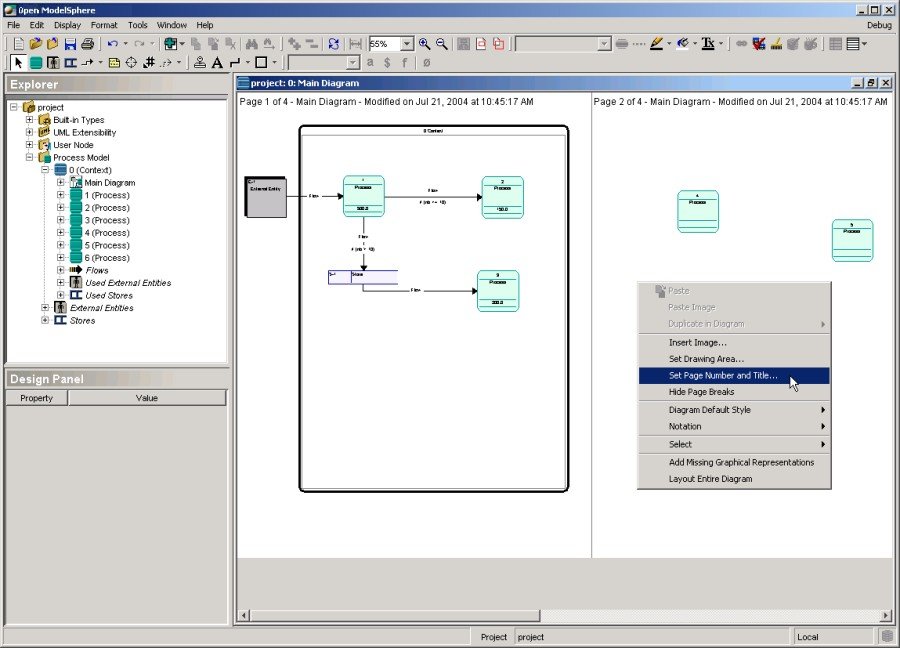 Open ModelSphere
File Edit Display Format Tools Window Help Debug
55%
a $ f ø
Explorer
project
Built-in Types
UML Extensibility
User Node
Process Model
0 (Context)
Main Diagram
1 (Process)
2 (Process)
3 (Process)
4 (Process)
5 (Process)
6 (Process)
Flows
Used External Entities
Used Stores
External Entities
Stores
Design Panel
Property Value
project: 0: Main Diagram
Page 1 of 4 - Main Diagram - Modified on Jul 21, 2004 at 10:45:17 AM
Page 2 of 4 - Main Diagram - Modified on Jul 21, 2004 at 10:45:17 AM
0 Context
External Entity
Flow
Process
Flow
Process
Flow
Store
Flow
Process
Process
Process
Paste
Paste Image
Duplicate in Diagram
Insert Image...
Set Drawing Area...
Set Page Number and Title...
Hide Page Breaks
Diagram Default Style
Notation
Select
Add Missing Graphical Representations
Layout Entire Diagram
Project project Local